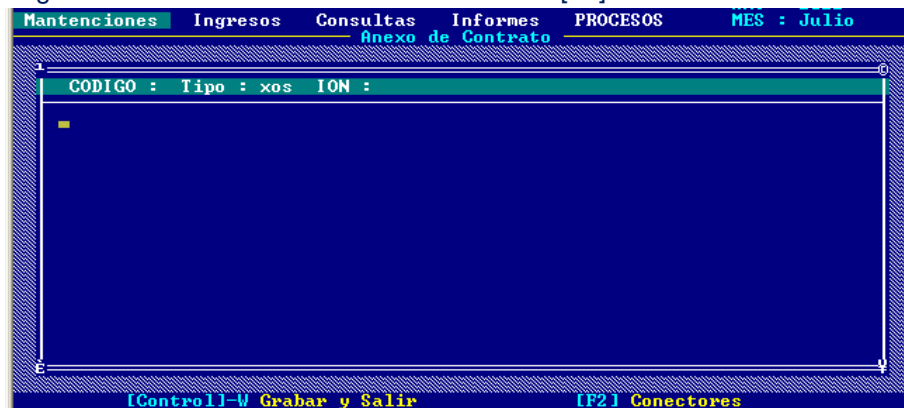 Mantenciones Ingresos Consultas Informes PROCESOS MES : Julio
Anexo de Contrato
CODIGO : Tipo : xos ION :
[Control]-W Grabar y Salir [F2] Conectores